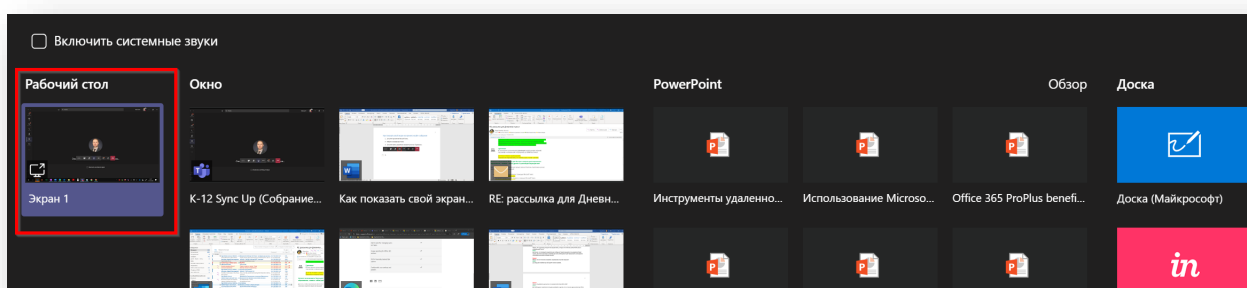 Включить системные звуки
Рабочий стол
Окно
PowerPoint
Обзор
Доска
Экран 1
K-12 Sync Up (Собрание...
Как показать свой экран...
RE: рассылка для Дневн...
Инструменты удаленно...
Использование Microso...
Office 365 ProPlus benefi...
Доска (Майкрософт)
in